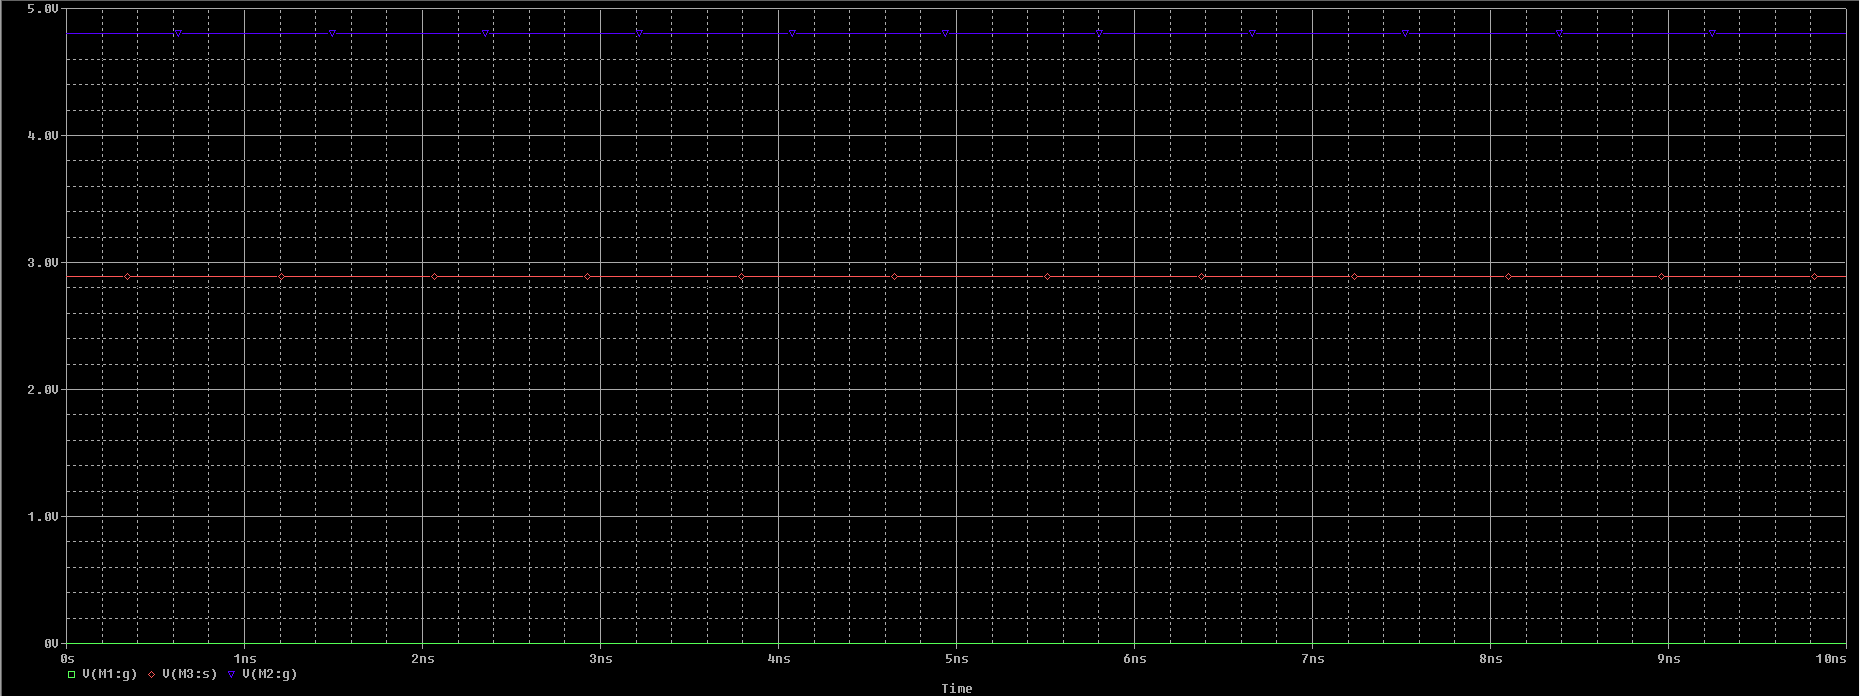 5.0V
4.0V
3.0V
2.0V
1.0V
0V
0s 1ns 2ns 3ns 4ns 5ns 6ns 7ns 8ns 9ns 10ns
V(M1:g) V(M3:s) V(M2:g)
Time